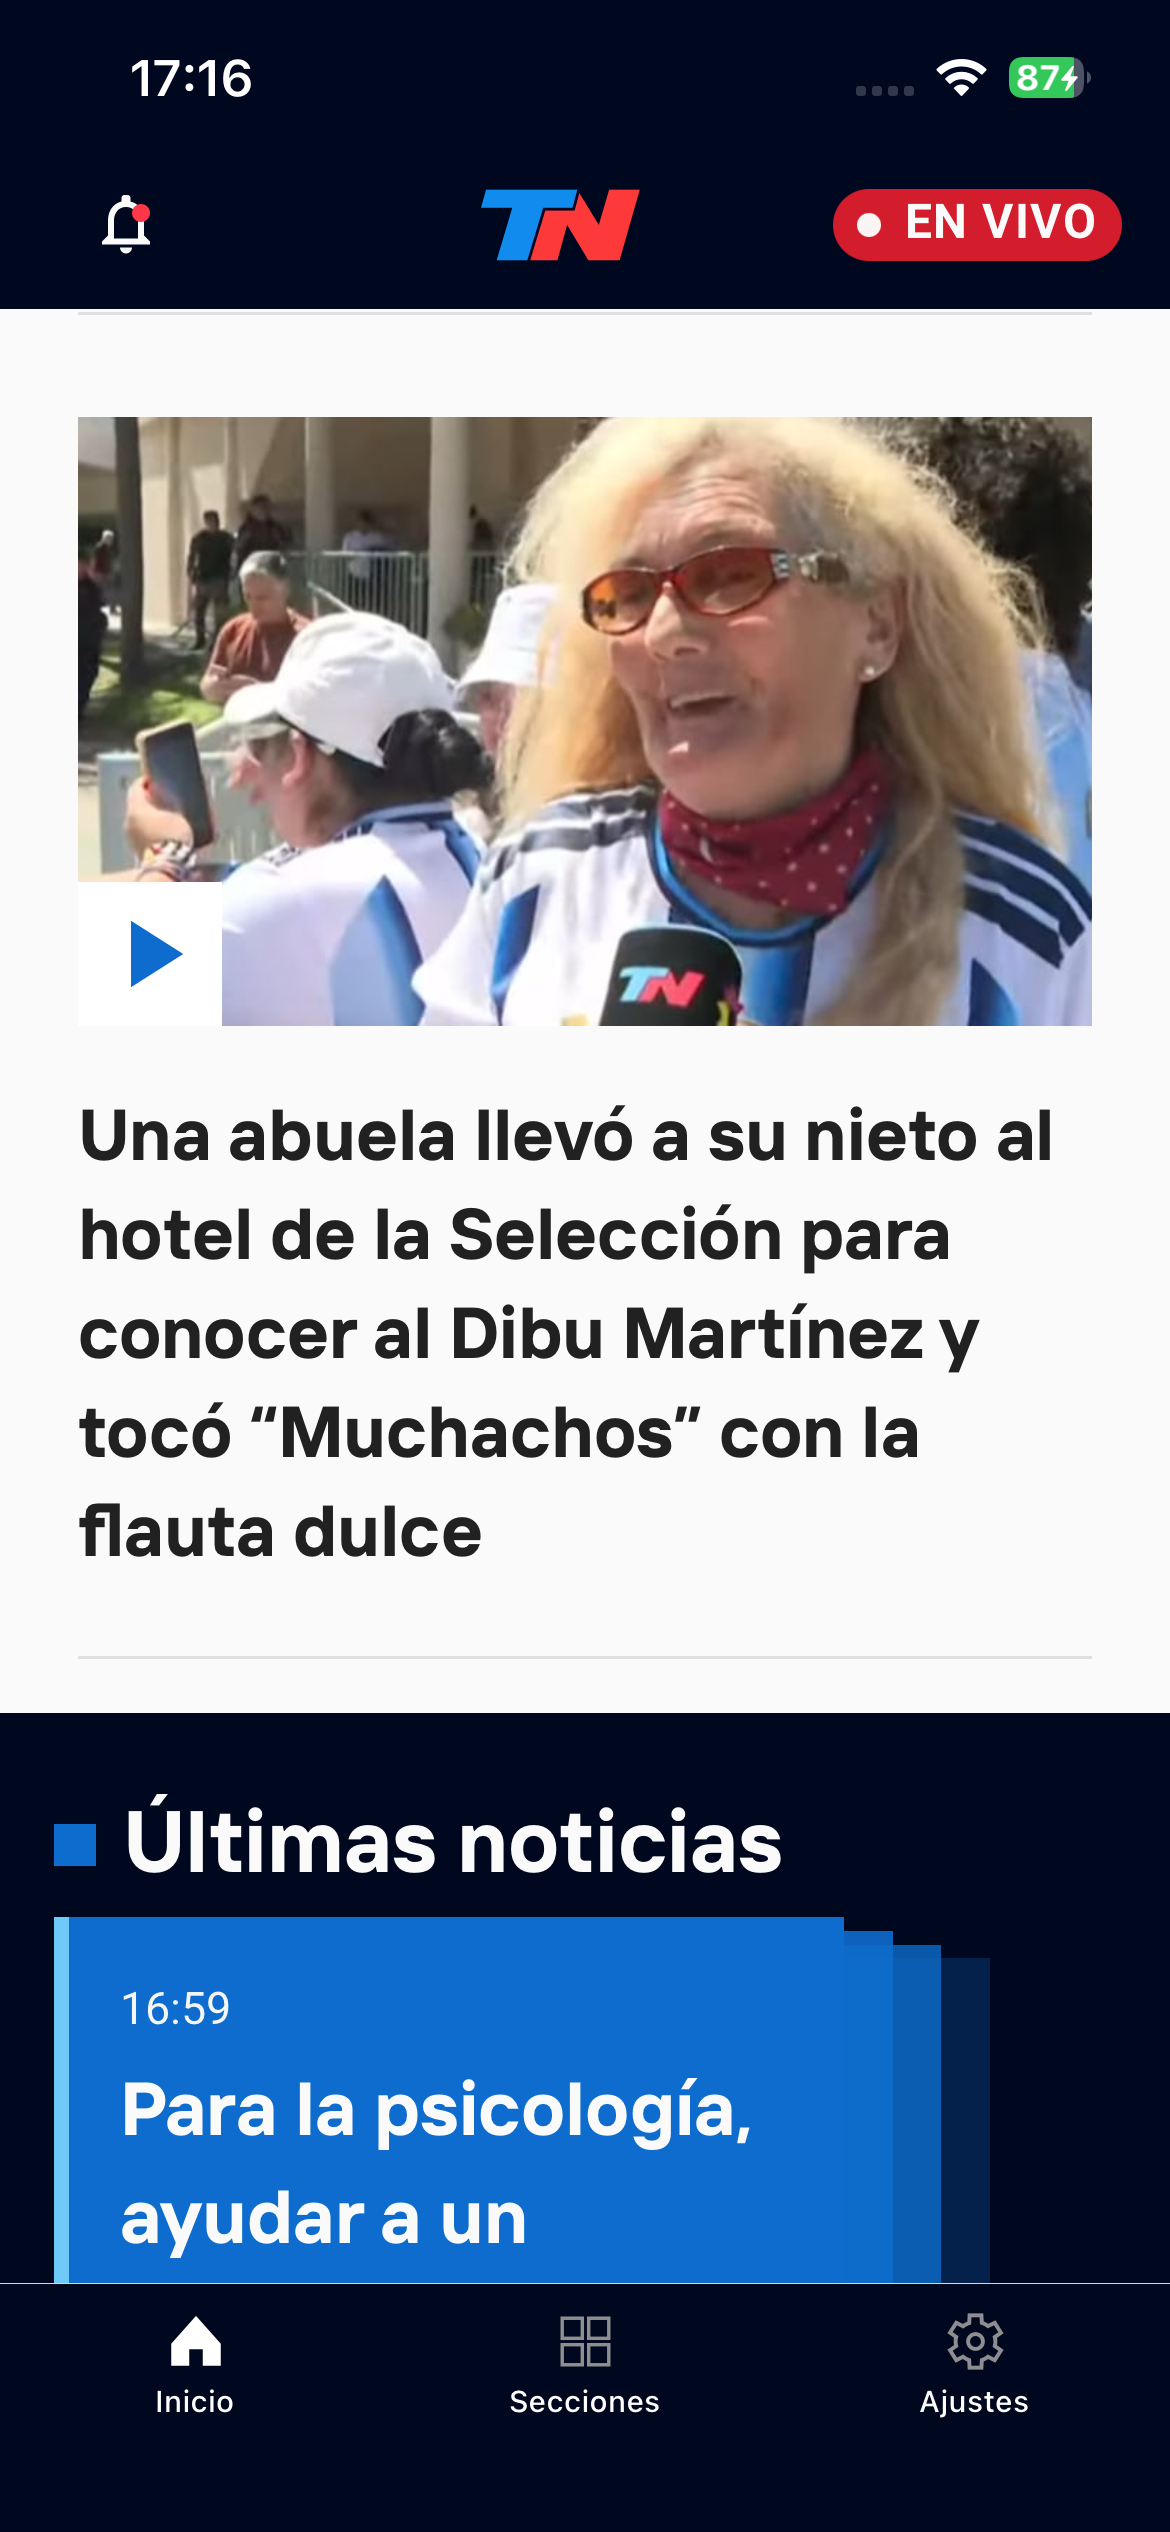 17:16
87
TN
EN VIVO
TN
Una abuela llevó a su nieto al
hotel de la Selección para
conocer al Dibu Martínez y
tocó “Muchachos” con la
flauta dulce
Últimas noticias
16:59
Para la psicología,
ayudar a un
Inicio
Secciones
Ajustes